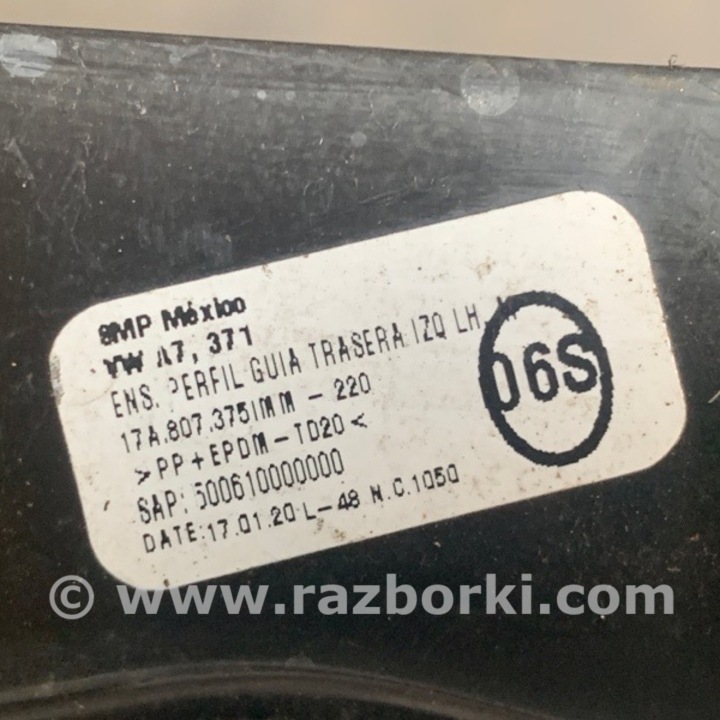 SMP México
VW A7, 371
ENS. PERFIL GUIA TRASERA IZQ LH.
06S
17A.807.375IMM - 220
>PP+EPDM-TD20<
SAP: 500610000000
DATE:17.01.20 L-48 N.C.1050
© www.razborki.com